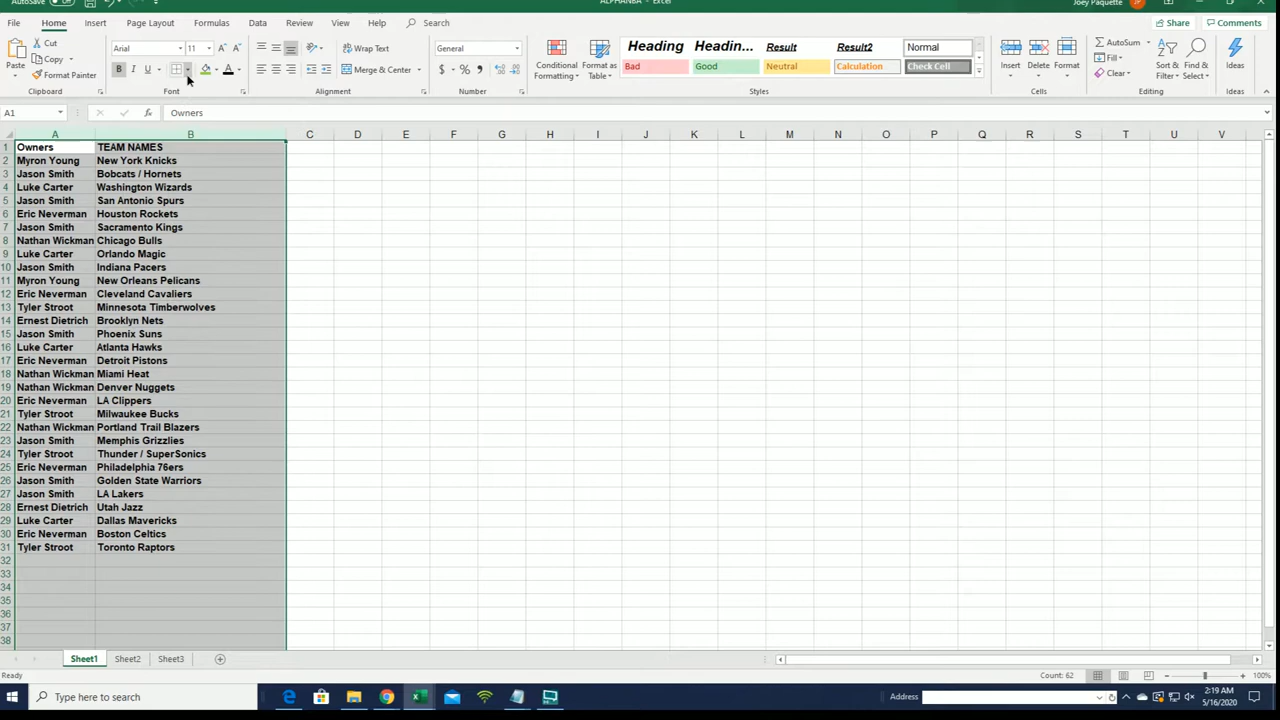 AutoSave Off ALPHANBA - Excel Joey Paquette JP
File Home Insert Page Layout Formulas Data Review View Help Search Share Comments
Paste Cut Copy Format Painter Clipboard
Arial 11 B I U Font
Wrap Text Merge & Center Alignment
General $ % Number
Conditional Formatting Format as Table
Heading Headin... Result Result2 Normal
Bad Good Neutral Calculation Check Cell
Styles
Insert Delete Format Cells
AutoSum Fill Clear Sort & Filter Find & Select Editing
Ideas Ideas
A1 fx Owners
A B C D E F G H I J K L M N O P Q R S T U V
1 Owners TEAM NAMES
2 Myron Young New York Knicks
3 Jason Smith Bobcats / Hornets
4 Luke Carter Washington Wizards
5 Jason Smith San Antonio Spurs
6 Eric Neverman Houston Rockets
7 Jason Smith Sacramento Kings
8 Nathan Wickman Chicago Bulls
9 Luke Carter Orlando Magic
10 Jason Smith Indiana Pacers
11 Myron Young New Orleans Pelicans
12 Eric Neverman Cleveland Cavaliers
13 Tyler Stroot Minnesota Timberwolves
14 Ernest Dietrich Brooklyn Nets
15 Jason Smith Phoenix Suns
16 Luke Carter Atlanta Hawks
17 Eric Neverman Detroit Pistons
18 Nathan Wickman Miami Heat
19 Nathan Wickman Denver Nuggets
20 Eric Neverman LA Clippers
21 Tyler Stroot Milwaukee Bucks
22 Nathan Wickman Portland Trail Blazers
23 Jason Smith Memphis Grizzlies
24 Tyler Stroot Thunder / SuperSonics
25 Eric Neverman Philadelphia 76ers
26 Jason Smith Golden State Warriors
27 Jason Smith LA Lakers
28 Ernest Dietrich Utah Jazz
29 Luke Carter Dallas Mavericks
30 Eric Neverman Boston Celtics
31 Tyler Stroot Toronto Raptors
32
33
34
35
36
37
38
Sheet1 Sheet2 Sheet3
Ready Count: 62 100%
Type here to search Address 2:19 AM
5/16/2020